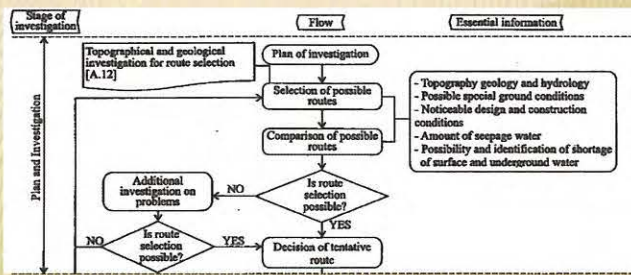 Stage of
investigation
Flow
Essential information
Topographical and geological
investigation for route selection
[A.12]
Plan of investigation
Selection of possible
routes
Comparison of possible
routes
- Topography geology and hydrology
- Possible special ground conditions
- Noticeable design and construction
conditions
- Amount of seepage water
- Possibility and identification of shortage
of surface and underground water
Plan and Investigation
Additional
investigation on
problems
NO
Is route
selection
possible?
YES
NO
Is route
selection
possible?
YES
Decision of tentative
route